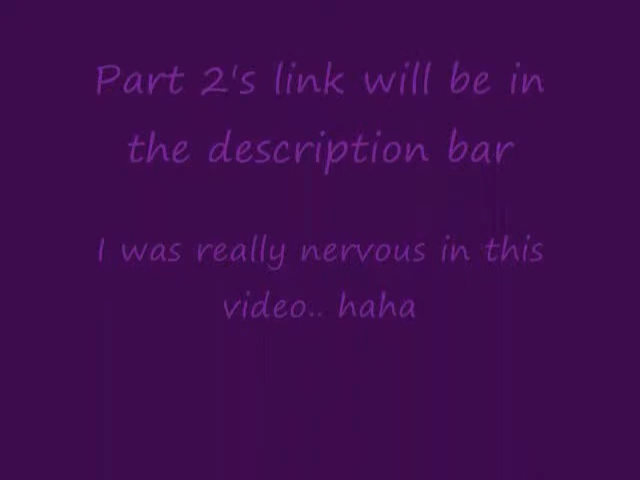 Part 2's link will be in
the description bar
I was really nervous in this
video.. haha